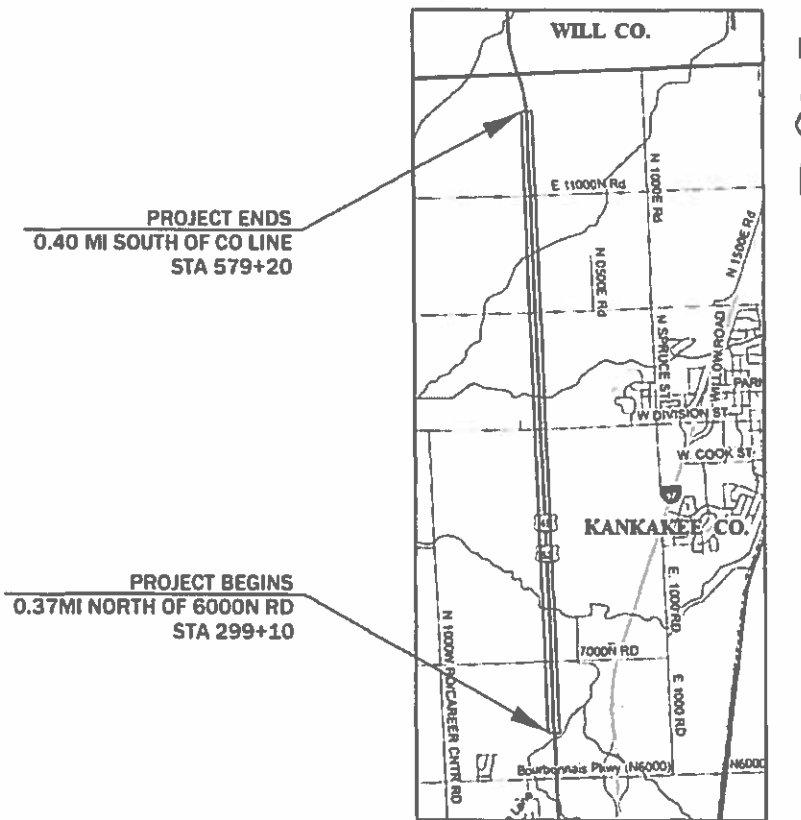 WILL CO.
PROJECT ENDS
0.40 MI SOUTH OF CO LINE
STA 579+20
E 11000N Rd
N 1000E Rd
N 1500E Rd
N 0500E Rd
N SPRUCE ST
WILLOW ROAD
PARK
W DIVISION ST
W. COOK ST
KANKAKEE CO.
PROJECT BEGINS
0.37MI NORTH OF 6000N RD
STA 299+10
E. 1000 RD
7000N RD
N 1000W RD/CAREER CNTR RD
E 1000 RD
Bourbonnais Pkwy (N6000)
N6000